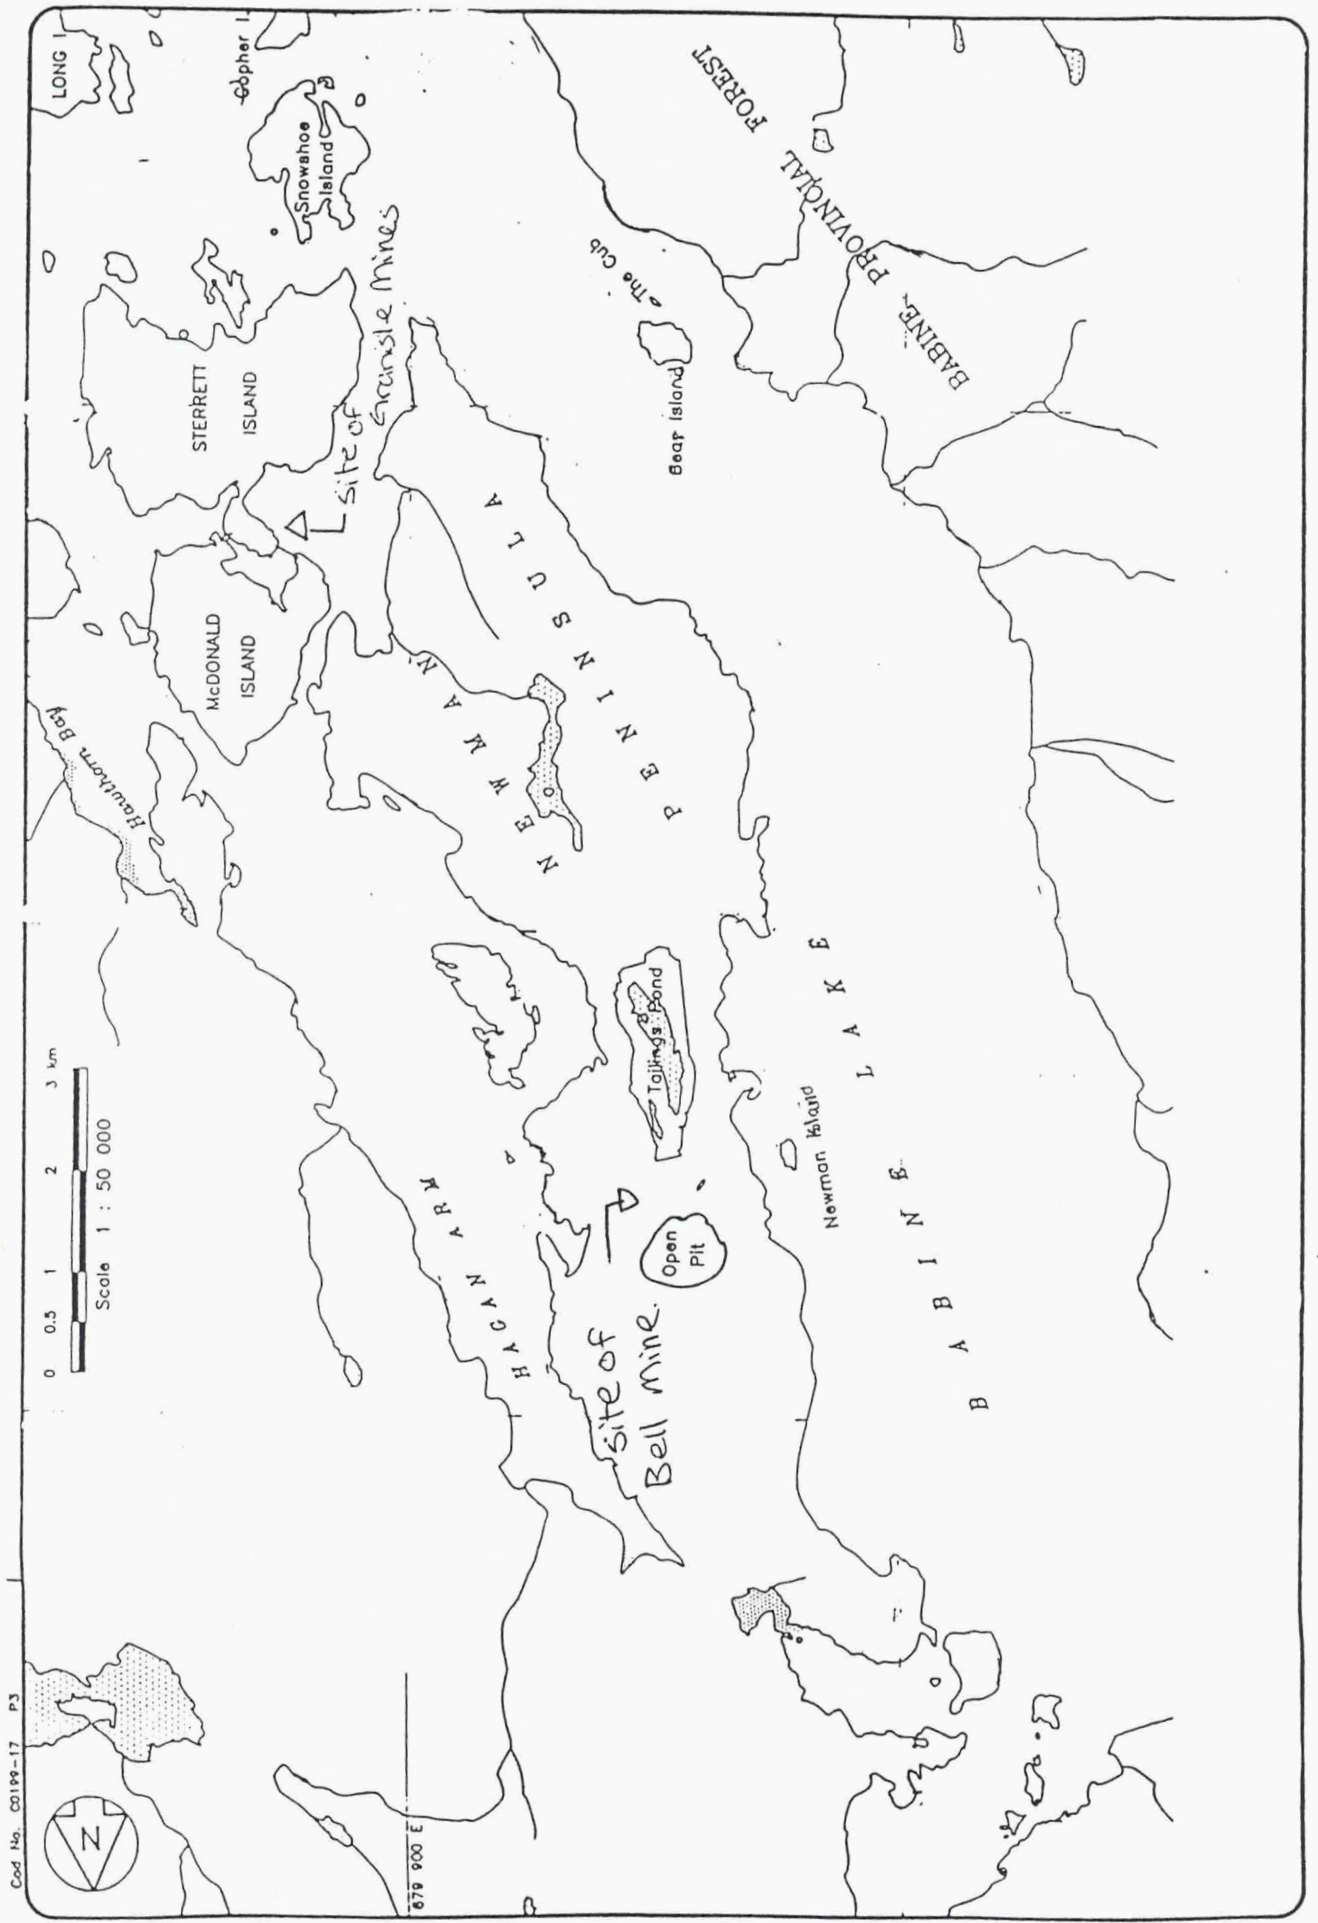 Cad No. C0199-17 P3
N
679 900 E
0 0.5 1 2 3 km
Scale 1 : 50 000
LONG I
Gopher I.
Snowshoe
Island
STERRETT
ISLAND
Site of
Granisle Mines
McDONALD
ISLAND
Hawthorn Bay
HAGAN ARM
NEWMAN
PENINSULA
The Cub
Bear Island
BABINE PROVINCIAL FOREST
Tailings Pond
Open
Pit
Site of
Bell Mine.
Newman Island
BABINE LAKE